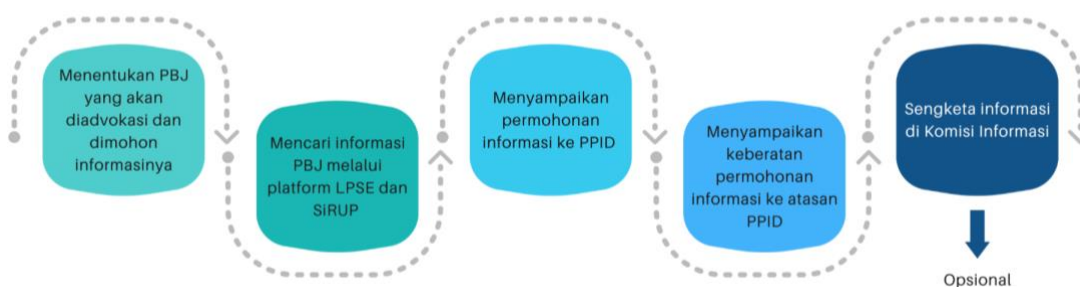 Menentukan PBJ
yang akan
diadvokasi dan
dimohon
informasinya
Mencari informasi
PBJ melalui
platform LPSE dan
SiRUP
Menyampaikan
permohonan
informasi ke PPID
Menyampaikan
keberatan
permohonan
informasi ke atasan
PPID
Sengketa informasi
di Komisi Informasi
Opsional